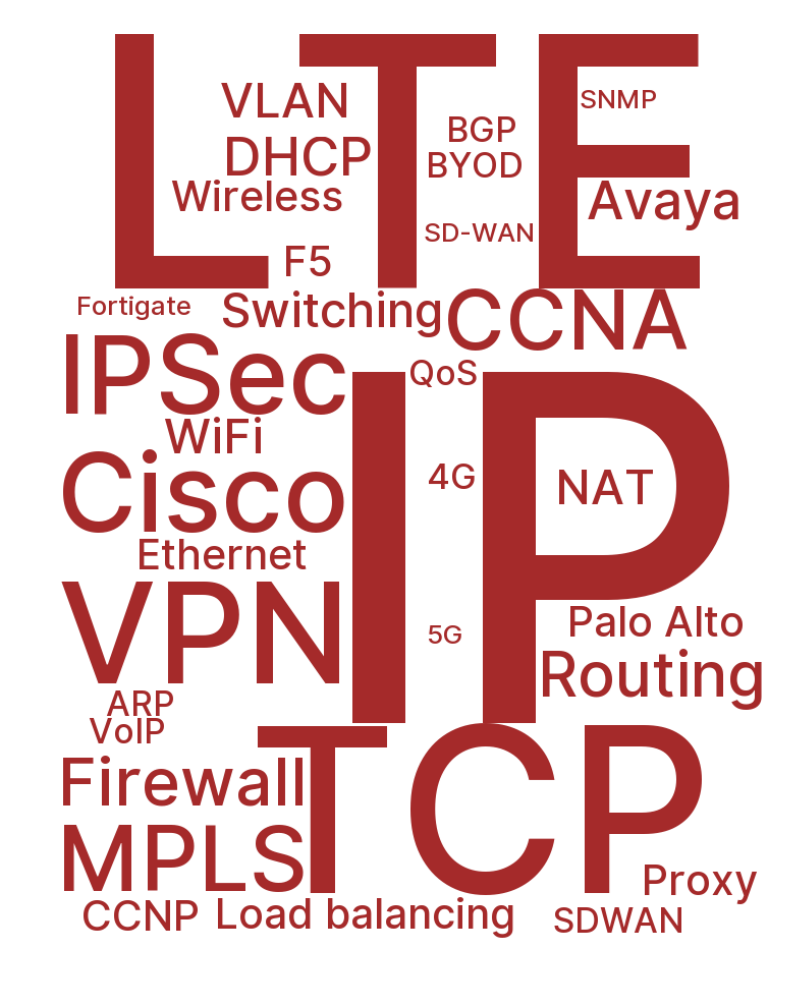 LTE
VLAN
SNMP
BGP
DHCP
BYOD
Wireless
Avaya
SD-WAN
F5
Fortigate
Switching
CCNA
IPSec
QoS
IP
WiFi
4G
NAT
Cisco
Ethernet
VPN
5G
Palo Alto
Routing
ARP
VoIP
TCP
Firewall
MPLS
Proxy
CCNP
Load balancing
SDWAN